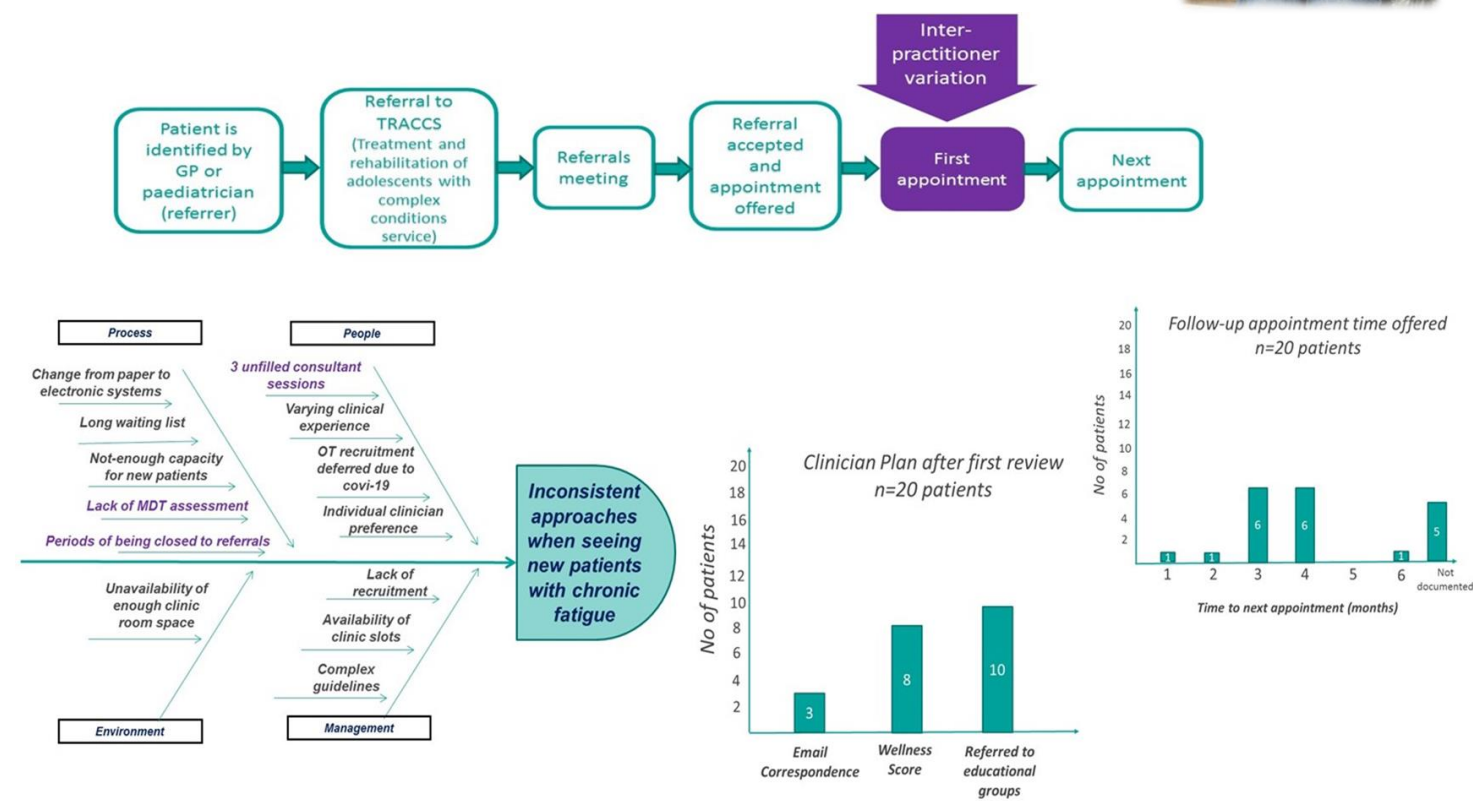 Inter-
practitioner
variation
Patient is
identified by
GP or
paediatrician
(referrer)
Referral to
TRACCS
(Treatment and
rehabilitation of
adolescents with
complex
conditions
service)
Referrals
meeting
Referral
accepted
and
appointment
offered
First
appointment
Next
appointment
Process
People
Change from paper to
electronic systems
Long waiting list
Not-enough capacity
for new patients
Lack of MDT assessment
Periods of being closed to referrals
3 unfilled consultant
sessions
Varying clinical
experience
OT recruitment
deferred due to
covi-19
Individual clinician
preference
Inconsistent
approaches
when seeing
new patients
with chronic
fatigue
Unavailability of
enough clinic
room space
Lack of
recruitment
Availability of
clinic slots
Complex
guidelines
Environment
Management
Clinician Plan after first review
n=20 patients
No of patients
20
18
16
14
12
10
8
6
4
2
3
8
10
Email
Correspondence
Wellness
Score
Referred to
educational
groups
Follow-up appointment time offered
n=20 patients
No of patients
20
18
16
14
12
10
8
6
4
2
1
1
6
6
1
5
1
2
3
4
5
6
Not
documented
Time to next appointment (months)